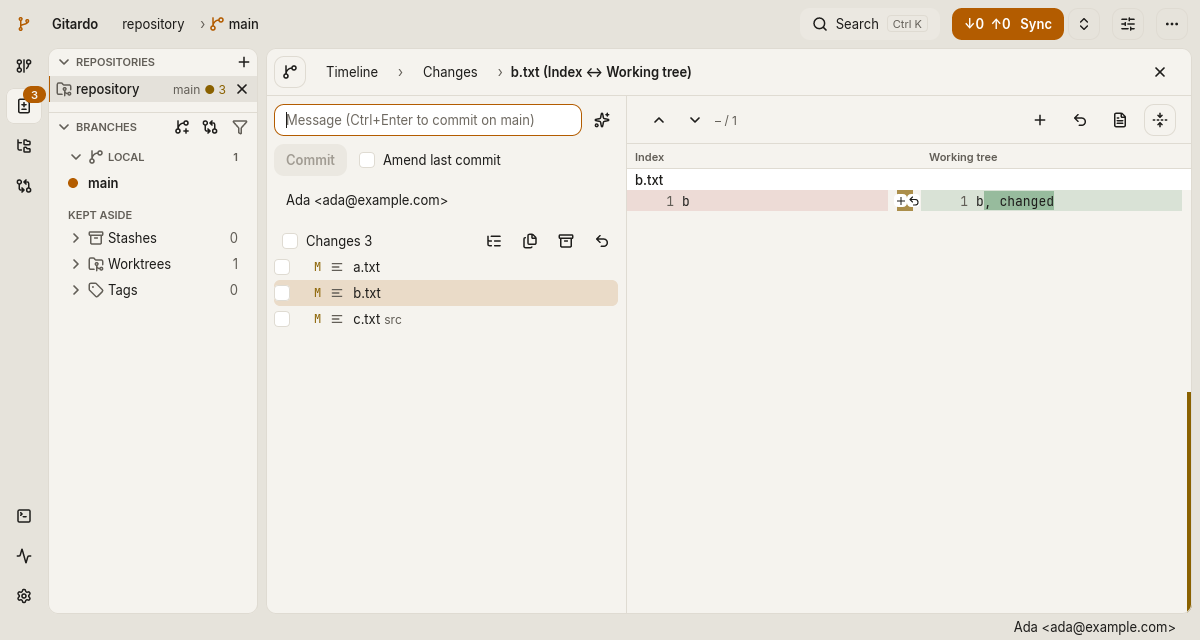 Gitardo
repository
main
Search
Ctrl K
↓0 ↑0 Sync
REPOSITORIES
repository
main
3
3
BRANCHES
LOCAL
1
main
KEPT ASIDE
Stashes
0
Worktrees
1
Tags
0
Timeline
Changes
b.txt (Index ↔ Working tree)
Message (Ctrl+Enter to commit on main)
Commit
Amend last commit
Ada <ada@example.com>
Changes 3
M a.txt
M b.txt
M c.txt src
– / 1
Index
Working tree
b.txt
1 b
1 b, changed
Ada <ada@example.com>